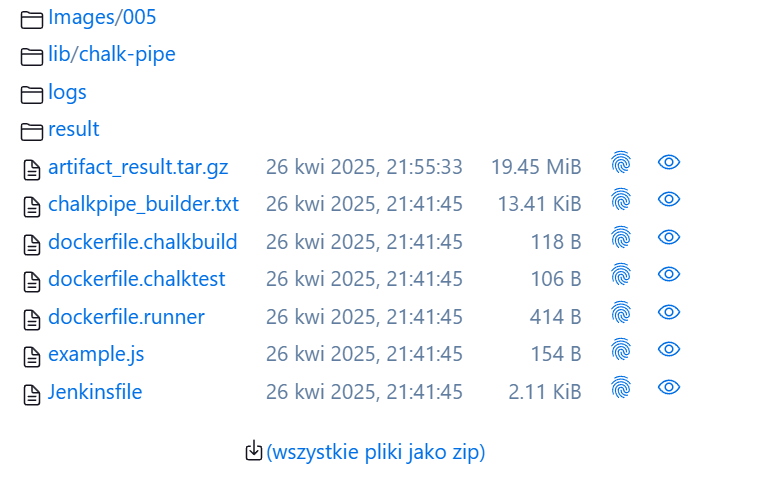 Images/005
lib/chalk-pipe
logs
result
artifact_result.tar.gz 26 kwi 2025, 21:55:33 19.45 MiB
chalkpipe_builder.txt 26 kwi 2025, 21:41:45 13.41 KiB
dockerfile.chalkbuild 26 kwi 2025, 21:41:45 118 B
dockerfile.chalktest 26 kwi 2025, 21:41:45 106 B
dockerfile.runner 26 kwi 2025, 21:41:45 414 B
example.js 26 kwi 2025, 21:41:45 154 B
Jenkinsfile 26 kwi 2025, 21:41:45 2.11 KiB
(wszystkie pliki jako zip)